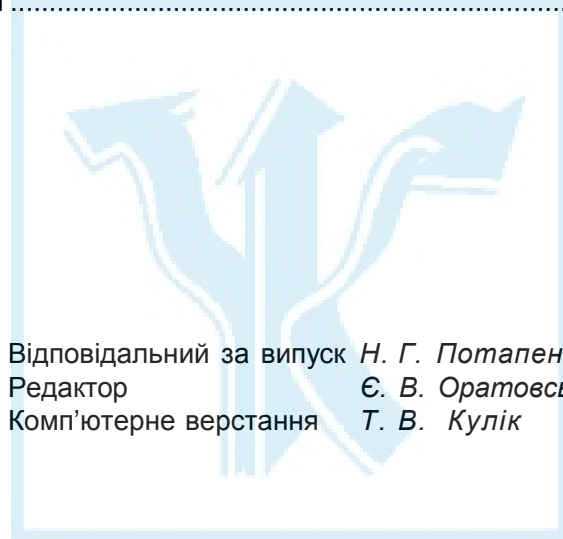 Відповідальний за випуск Н. Г. Потапен
Редактор Є. В. Оратовсь
Комп’ютерне верстання Т. В. Кулік